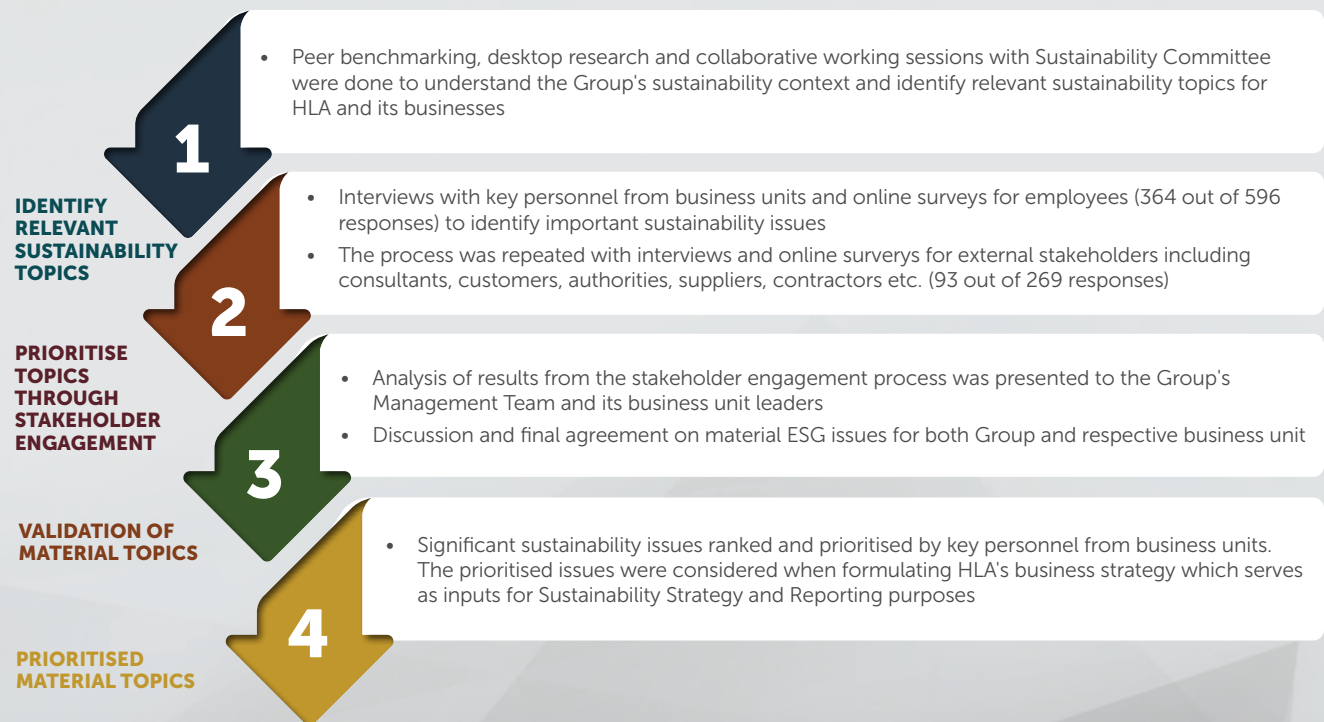 1
• Peer benchmarking, desktop research and collaborative working sessions with Sustainability Committee
were done to understand the Group's sustainability context and identify relevant sustainability topics for
HLA and its businesses
IDENTIFY
RELEVANT
SUSTAINABILITY
TOPICS
2
• Interviews with key personnel from business units and online surveys for employees (364 out of 596
responses) to identify important sustainability issues
• The process was repeated with interviews and online surverys for external stakeholders including
consultants, customers, authorities, suppliers, contractors etc. (93 out of 269 responses)
PRIORITISE
TOPICS
THROUGH
STAKEHOLDER
ENGAGEMENT
3
• Analysis of results from the stakeholder engagement process was presented to the Group's
Management Team and its business unit leaders
• Discussion and final agreement on material ESG issues for both Group and respective business unit
VALIDATION OF
MATERIAL TOPICS
4
• Significant sustainability issues ranked and prioritised by key personnel from business units.
The prioritised issues were considered when formulating HLA's business strategy which serves
as inputs for Sustainability Strategy and Reporting purposes
PRIORITISED
MATERIAL TOPICS